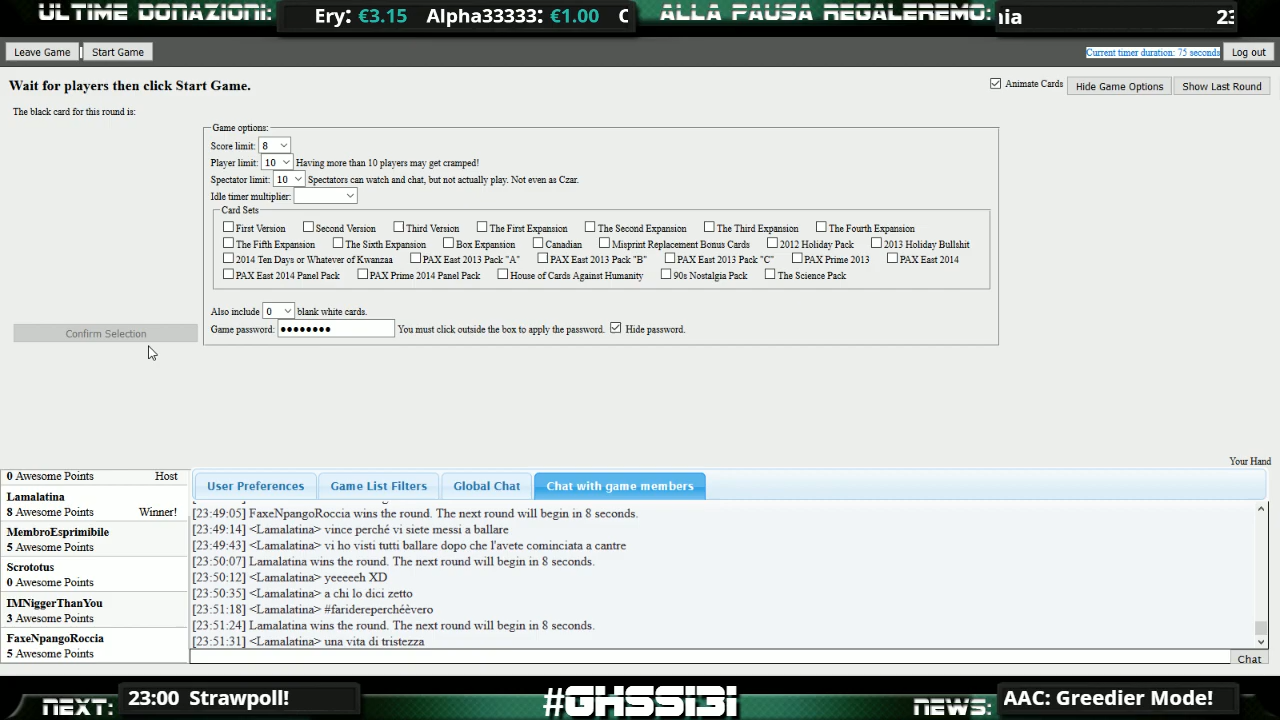 ULTIME DONAZIONI: Ery: €3.15 Alpha33333: €1.00 C ALLA PAUSA REGALEREMO: nia 23
Leave Game Start Game Current timer duration: 75 seconds Log out
Wait for players then click Start Game. Animate Cards Hide Game Options Show Last Round
The black card for this round is:
Game options:
Score limit: 8
Player limit: 10 Having more than 10 players may get cramped!
Spectator limit: 10 Spectators can watch and chat, but not actually play. Not even as Czar.
Idle timer multiplier:
Card Sets
First Version Second Version Third Version The First Expansion The Second Expansion The Third Expansion The Fourth Expansion
The Fifth Expansion The Sixth Expansion Box Expansion Canadian Misprint Replacement Bonus Cards 2012 Holiday Pack 2013 Holiday Bullshit
2014 Ten Days or Whatever of Kwanzaa PAX East 2013 Pack "A" PAX East 2013 Pack "B" PAX East 2013 Pack "C" PAX Prime 2013 PAX East 2014
PAX East 2014 Panel Pack PAX Prime 2014 Panel Pack House of Cards Against Humanity 90s Nostalgia Pack The Science Pack
Also include 0 blank white cards.
Game password: ●●●●●●●● You must click outside the box to apply the password. Hide password.
Confirm Selection
Your Hand
0 Awesome Points Host
Lamalatina
8 Awesome Points Winner!
MembroEsprimibile
5 Awesome Points
Scrototus
0 Awesome Points
IMNiggerThanYou
3 Awesome Points
FaxeNpangoRoccia
5 Awesome Points
User Preferences Game List Filters Global Chat Chat with game members
[23:49:05] FaxeNpangoRoccia wins the round. The next round will begin in 8 seconds.
[23:49:14] <Lamalatina> vince perché vi siete messi a ballare
[23:49:43] <Lamalatina> vi ho visti tutti ballare dopo che l'avete cominciata a cantre
[23:50:07] Lamalatina wins the round. The next round will begin in 8 seconds.
[23:50:12] <Lamalatina> yeeeeeh XD
[23:50:35] <Lamalatina> a chi lo dici zetto
[23:51:18] <Lamalatina> #faridereperchéèvero
[23:51:24] Lamalatina wins the round. The next round will begin in 8 seconds.
[23:51:31] <Lamalatina> una vita di tristezza
Chat
NEXT: 23:00 Strawpoll! #GHSS131 NEWS: AAC: Greedier Mode!